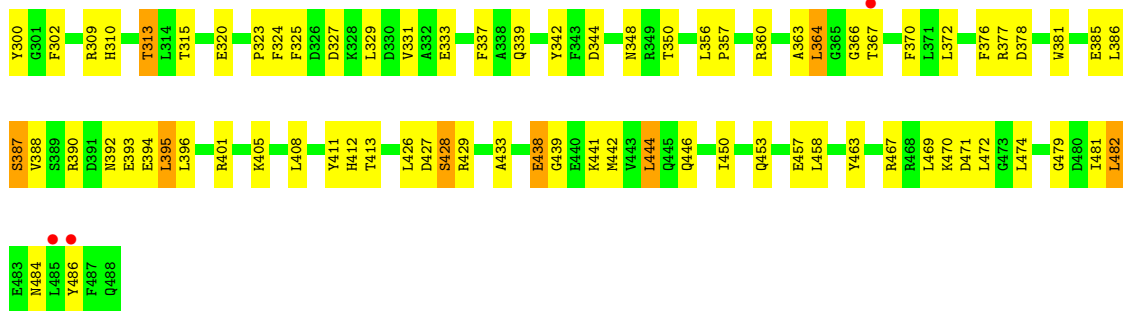 Y300 G301 F302 R309 H310 T313 L314 T315 E320 P323 F324 F325 D326 D327 K328 L329 D330 V331 A332 E333 F337 A338 Q339 Y342 F343 D344 N348 R349 T350 L356 P357 R360 A363 L364 G365 G366 T367 F370 L371 L372 F376 R377 D378 W381 E385 L386
S387 V388 S389 R390 D391 N392 E393 E394 L395 L396 R401 K405 L408 Y411 H412 T413 L426 D427 S428 R429 A433 E438 G439 E440 K441 M442 V443 L444 Q445 Q446 I450 Q453 E457 L458 Y463 R467 R468 L469 K470 D471 L472 G473 L474 G479 D480 I481 L482
E483 N484 L485 Y486 F487 Q488